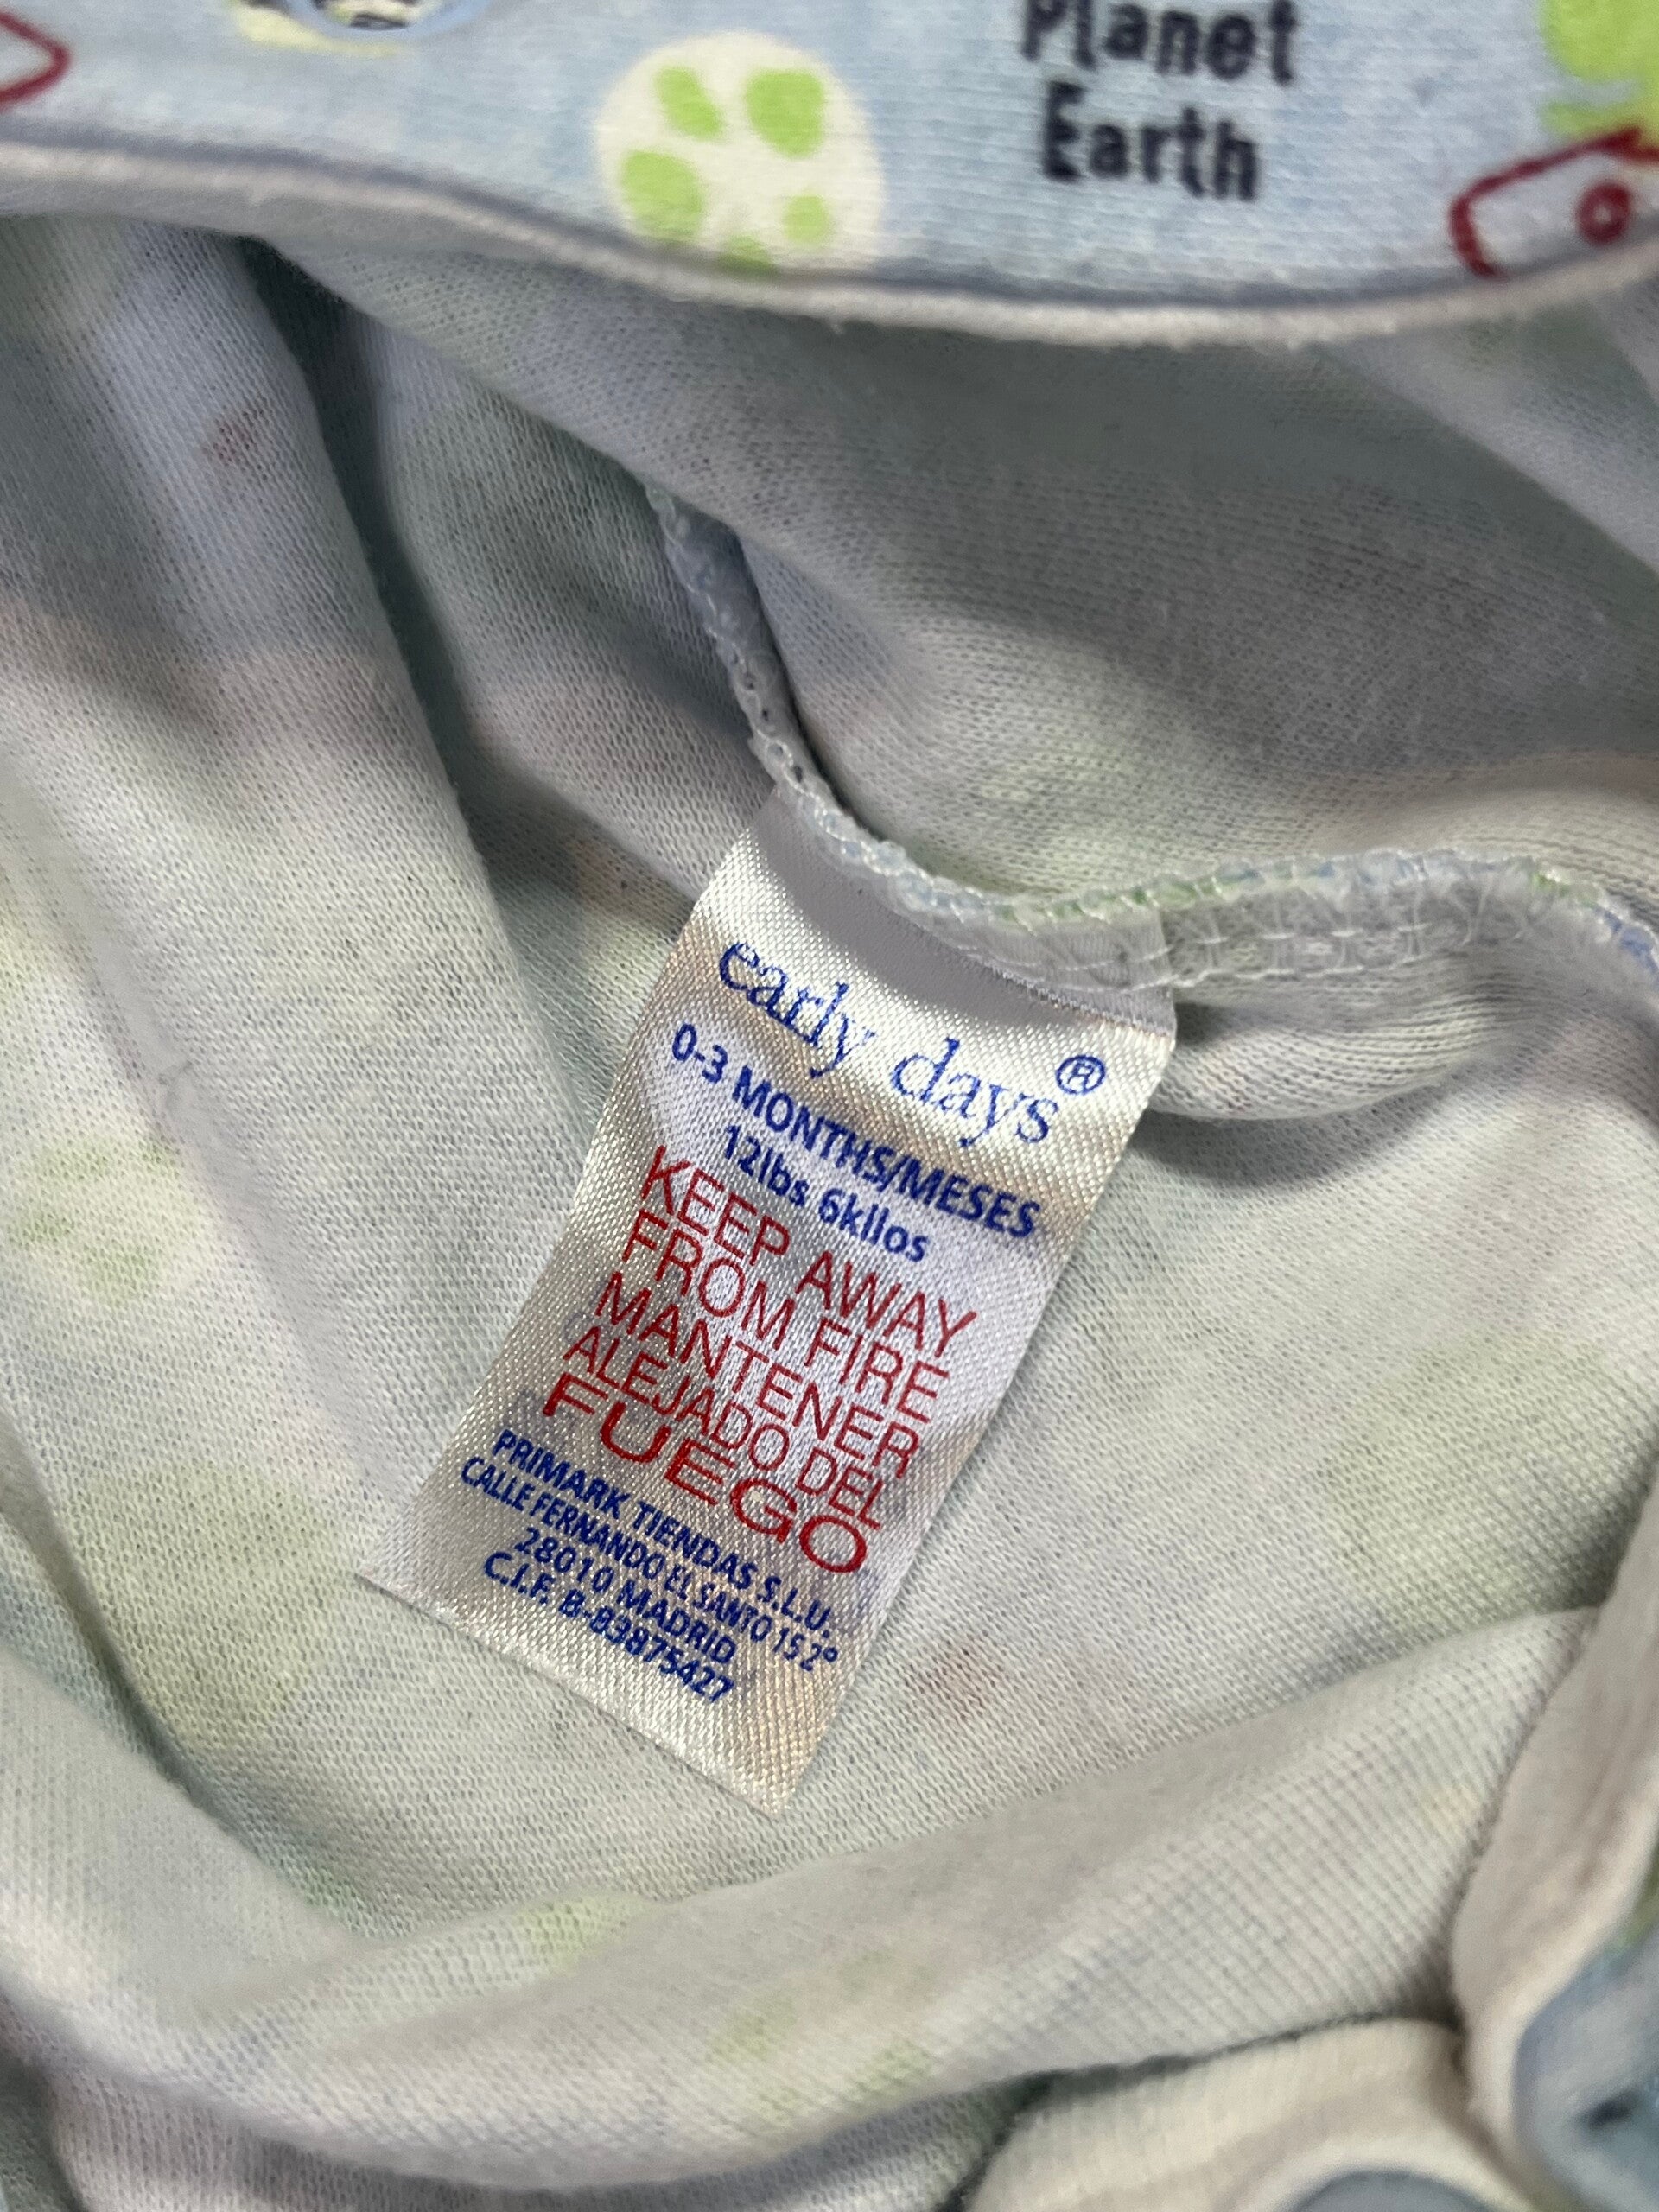 Planet
Earth
early days®
0-3 MONTHS/MESES
12lbs 6kilos
KEEP AWAY
FROM FIRE
MANTENER
ALEJADO DEL
FUEGO
PRIMARK TIENDAS S.L.U.
CALLE FERNANDO EL SANTO 15 2º
28010 MADRID
C.I.F. B-83875427